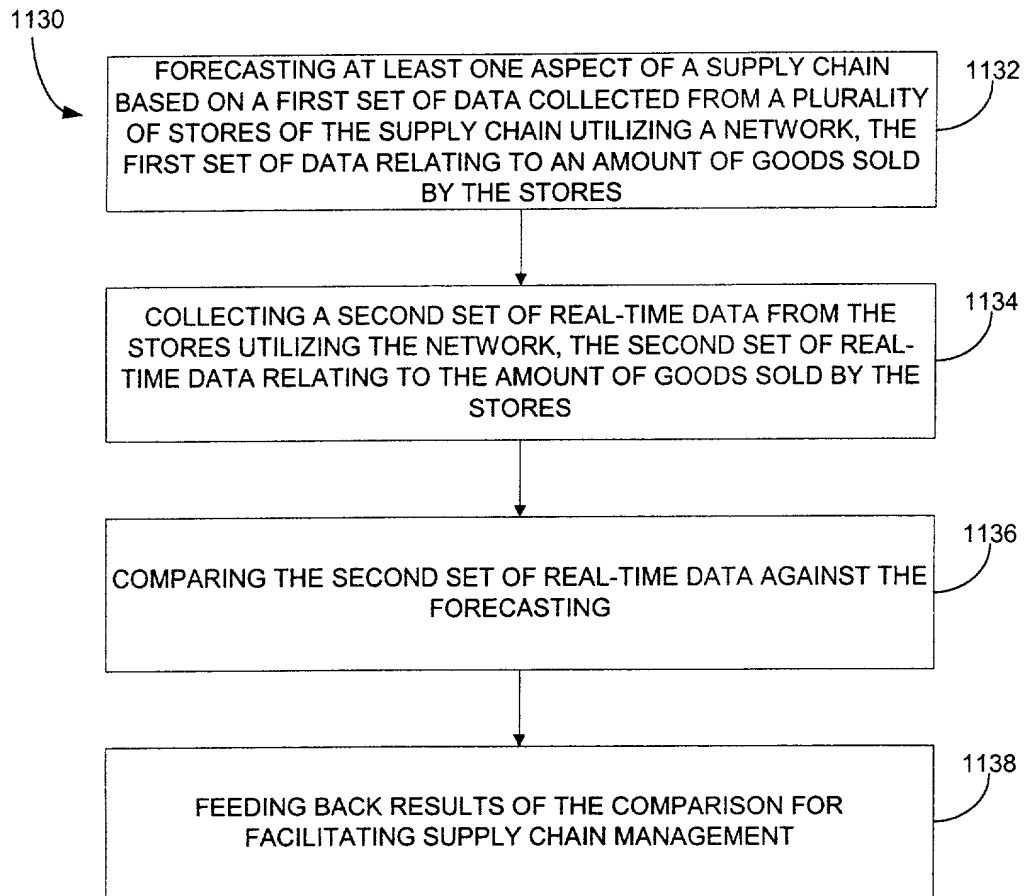 1130
FORECASTING AT LEAST ONE ASPECT OF A SUPPLY CHAIN
BASED ON A FIRST SET OF DATA COLLECTED FROM A PLURALITY
OF STORES OF THE SUPPLY CHAIN UTILIZING A NETWORK, THE
FIRST SET OF DATA RELATING TO AN AMOUNT OF GOODS SOLD
BY THE STORES
1132
COLLECTING A SECOND SET OF REAL-TIME DATA FROM THE
STORES UTILIZING THE NETWORK, THE SECOND SET OF REAL-
TIME DATA RELATING TO THE AMOUNT OF GOODS SOLD BY THE
STORES
1134
COMPARING THE SECOND SET OF REAL-TIME DATA AGAINST THE
FORECASTING
1136
FEEDING BACK RESULTS OF THE COMPARISON FOR
FACILITATING SUPPLY CHAIN MANAGEMENT
1138